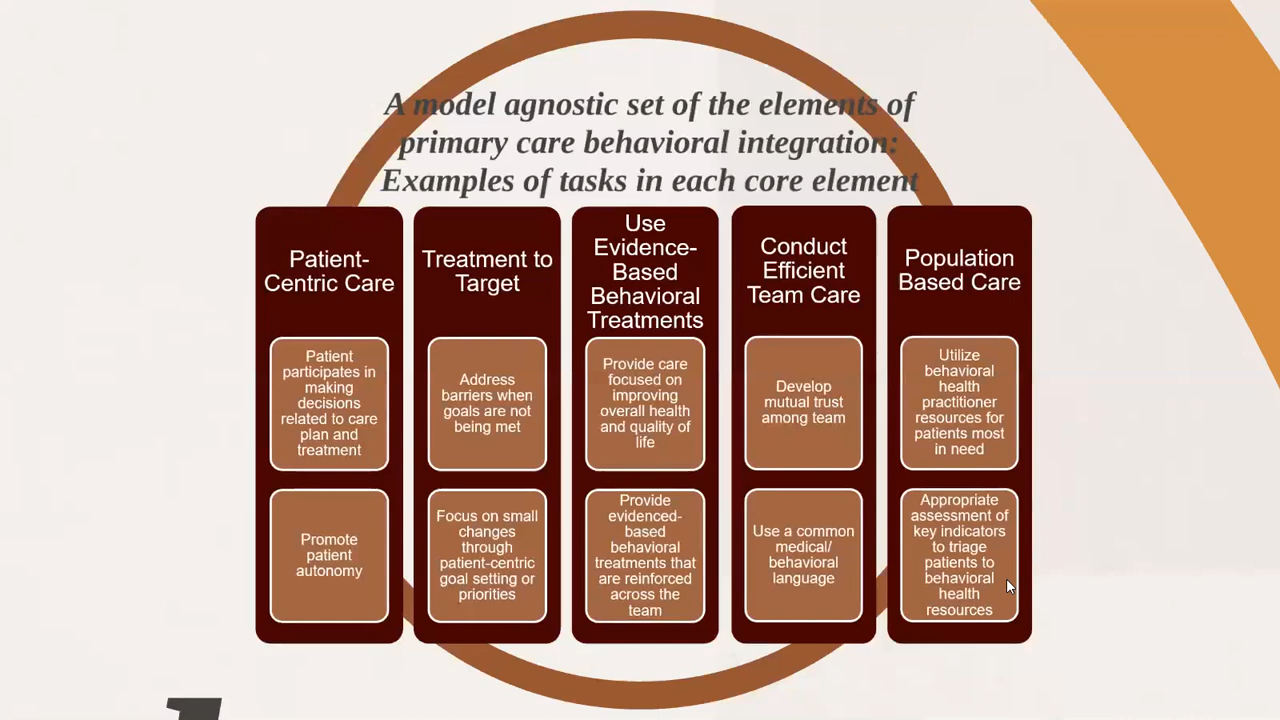 A model agnostic set of the elements of
primary care behavioral integration:
Examples of tasks in each core element
Patient-
Centric Care
Patient
participates in
making
decisions
related to care
plan and
treatment
Promote
patient
autonomy
Treatment to
Target
Address
barriers when
goals are not
being met
Focus on small
changes
through
patient-centric
goal setting or
priorities
Use
Evidence-
Based
Behavioral
Treatments
Provide care
focused on
improving
overall health
and quality of
life
Provide
evidenced-
based
behavioral
treatments that
are reinforced
across the
team
Conduct
Efficient
Team Care
Develop
mutual trust
among team
Use a common
medical/
behavioral
language
Population
Based Care
Utilize
behavioral
health
practitioner
resources for
patients most
in need
Appropriate
assessment of
key indicators
to triage
patients to
behavioral
health
resources